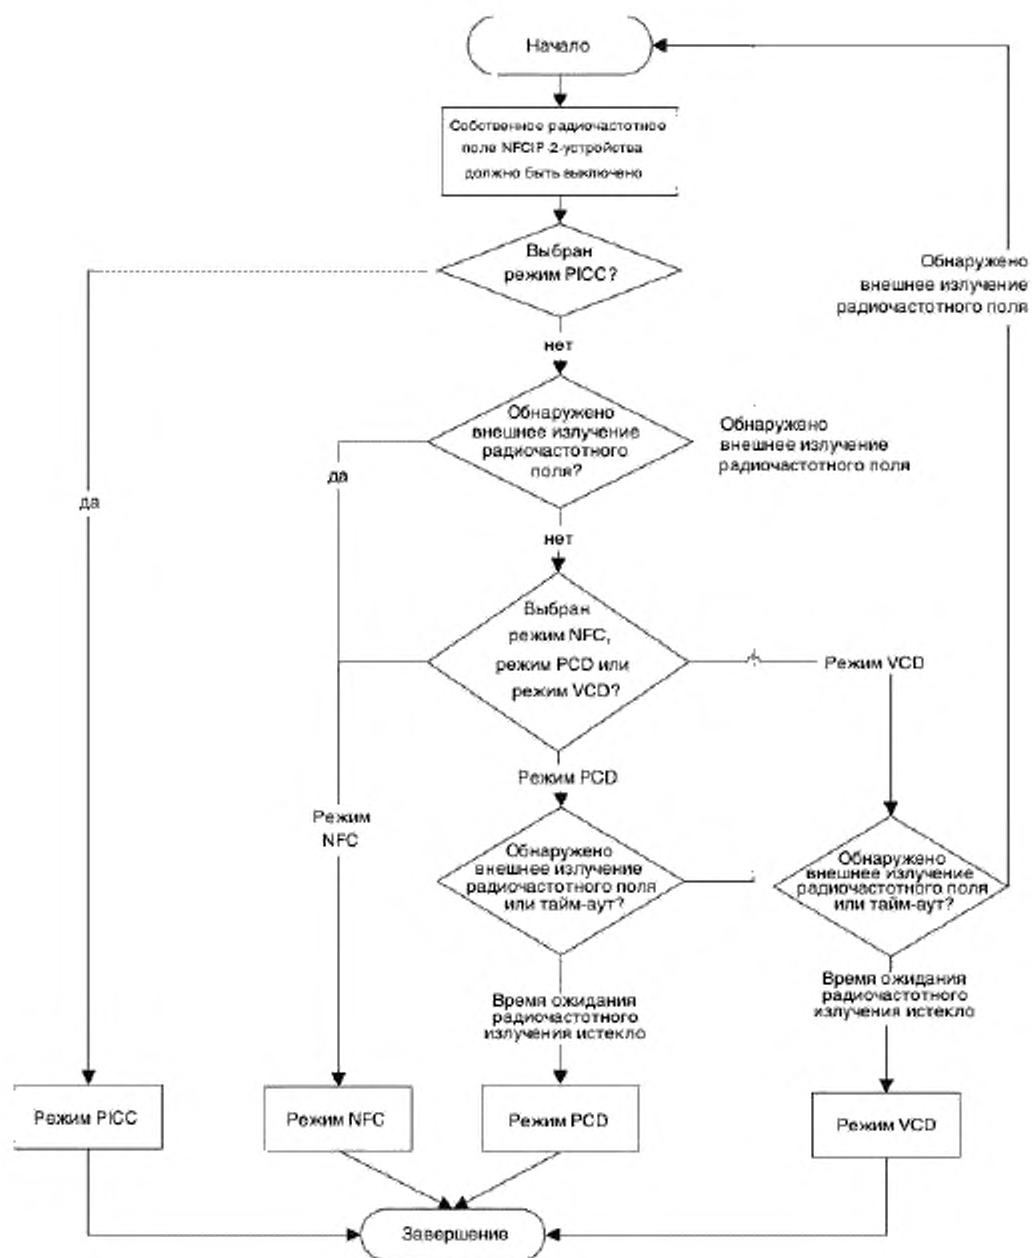 Начало
Собственное радиочастотное
поле NFCIP-2-устройства
должно быть выключено
Выбран
режим PICC?
Обнаружено
внешнее излучение
радиочастотного поля
нет
Обнаружено
внешнее излучение
радиочастотного
поля?
Обнаружено
внешнее излучение
радиочастотного поля
да
да
нет
Выбран
режим NFC,
режим PCD или
режим VCD?
Режим VCD
Режим PCD
Режим
NFC
Обнаружено
внешнее излучение
радиочастотного поля
или тайм-аут?
Обнаружено
внешнее излучение
радиочастотного поля
или тайм-аут?
Время ожидания
радиочастотного
излучения истекло
Время ожидания
радиочастотного
излучения истекло
Режим PICC
Режим NFC
Режим PCD
Режим VCD
Завершение